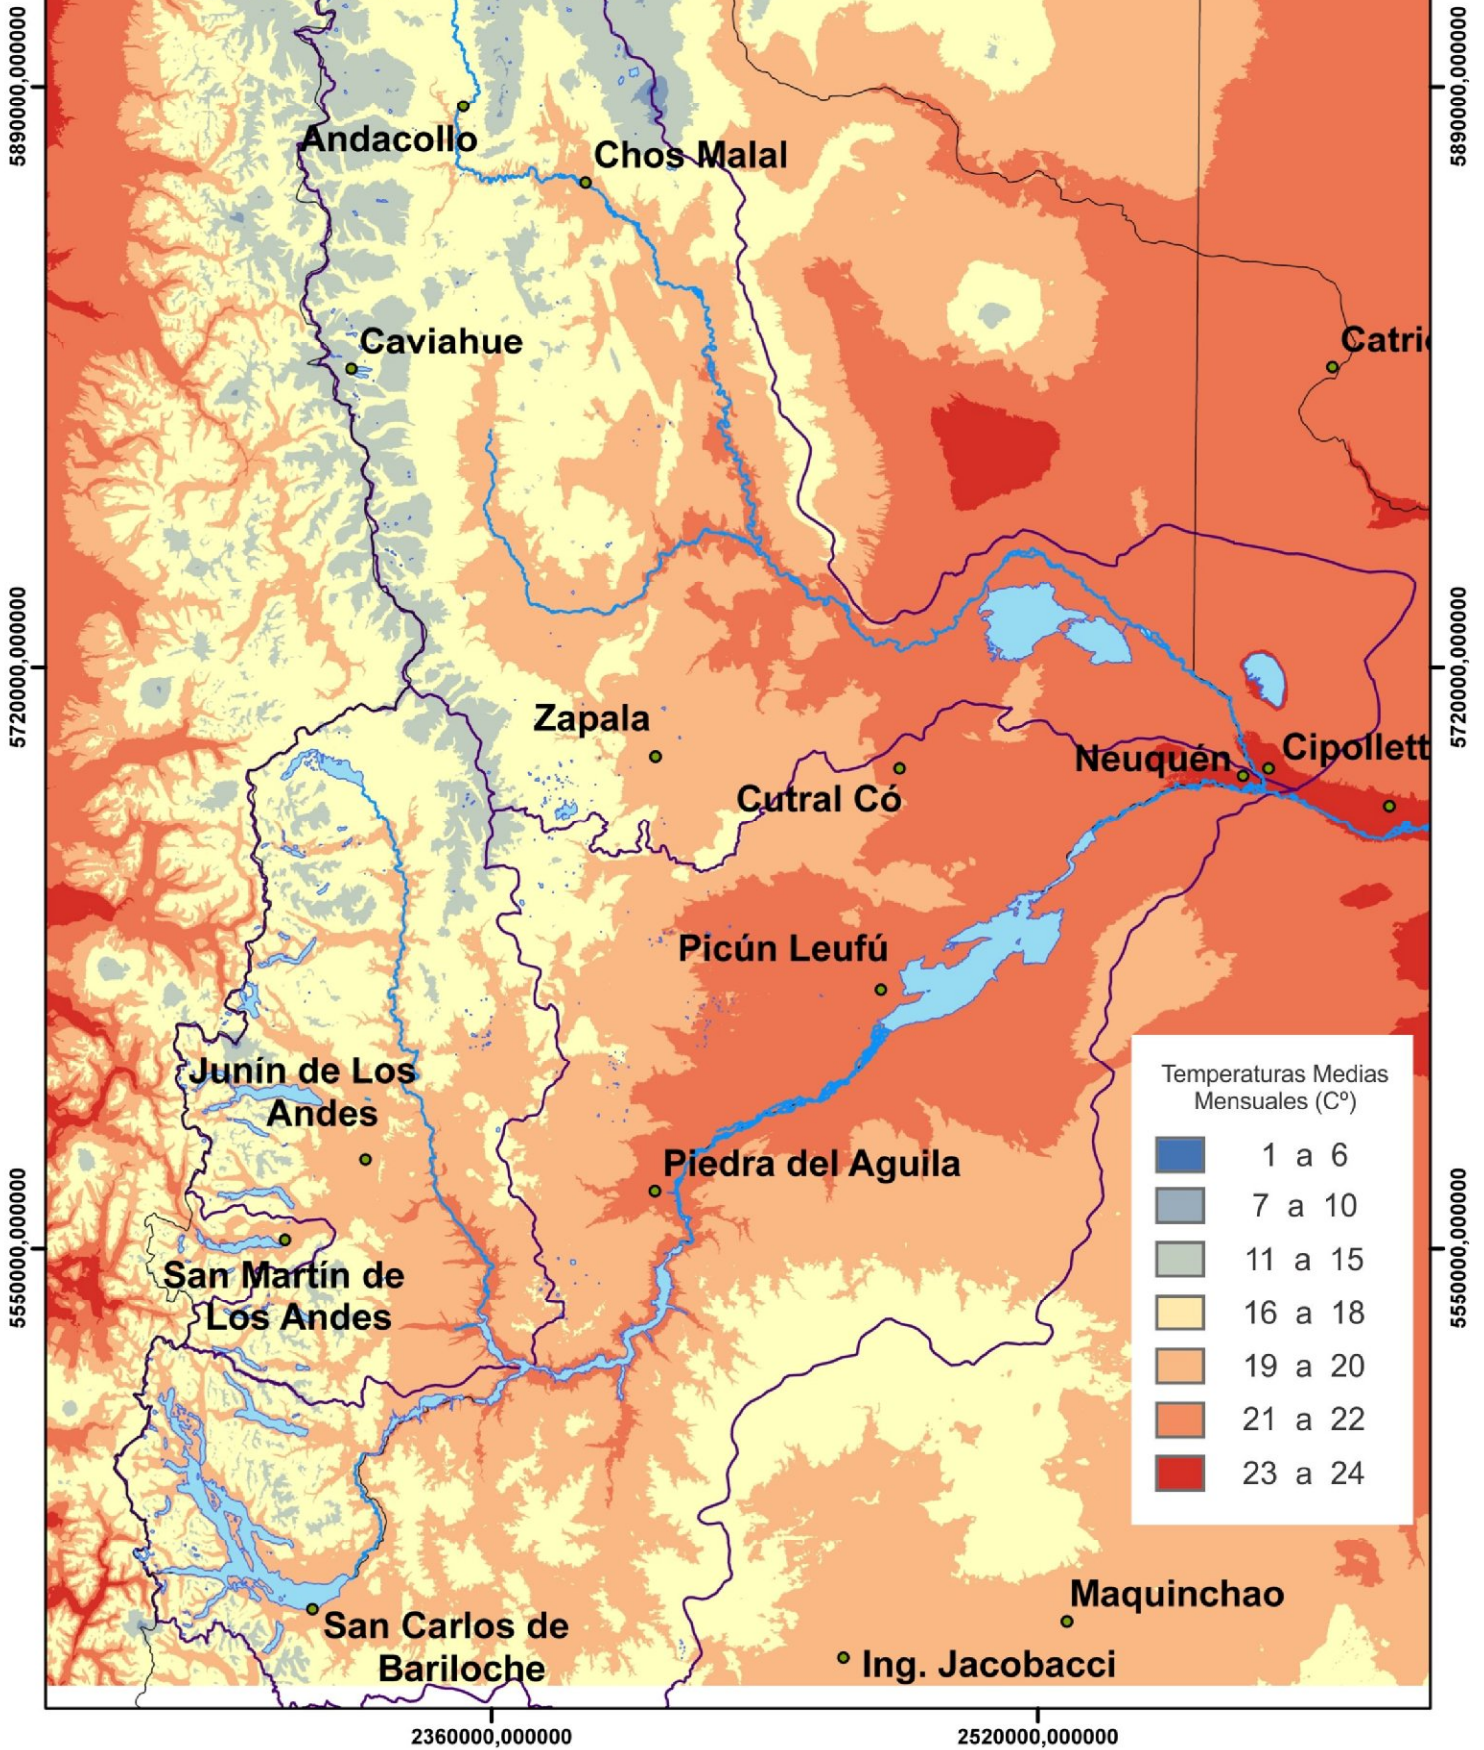 5890000,000000
5890000,000000
Andacollo
Chos Malal
Caviahue
Catri
5720000,000000
5720000,000000
Zapala
Neuquén
Cipollett
Cutral Có
Picún Leufú
Junín de Los
Andes
Piedra del Aguila
5550000,000000
5550000,000000
San Martín de
Los Andes
Temperaturas Medias
Mensuales (Cº)
1 a 6
7 a 10
11 a 15
16 a 18
19 a 20
21 a 22
23 a 24
Maquinchao
San Carlos de
Bariloche
Ing. Jacobacci
2360000,000000
2520000,000000